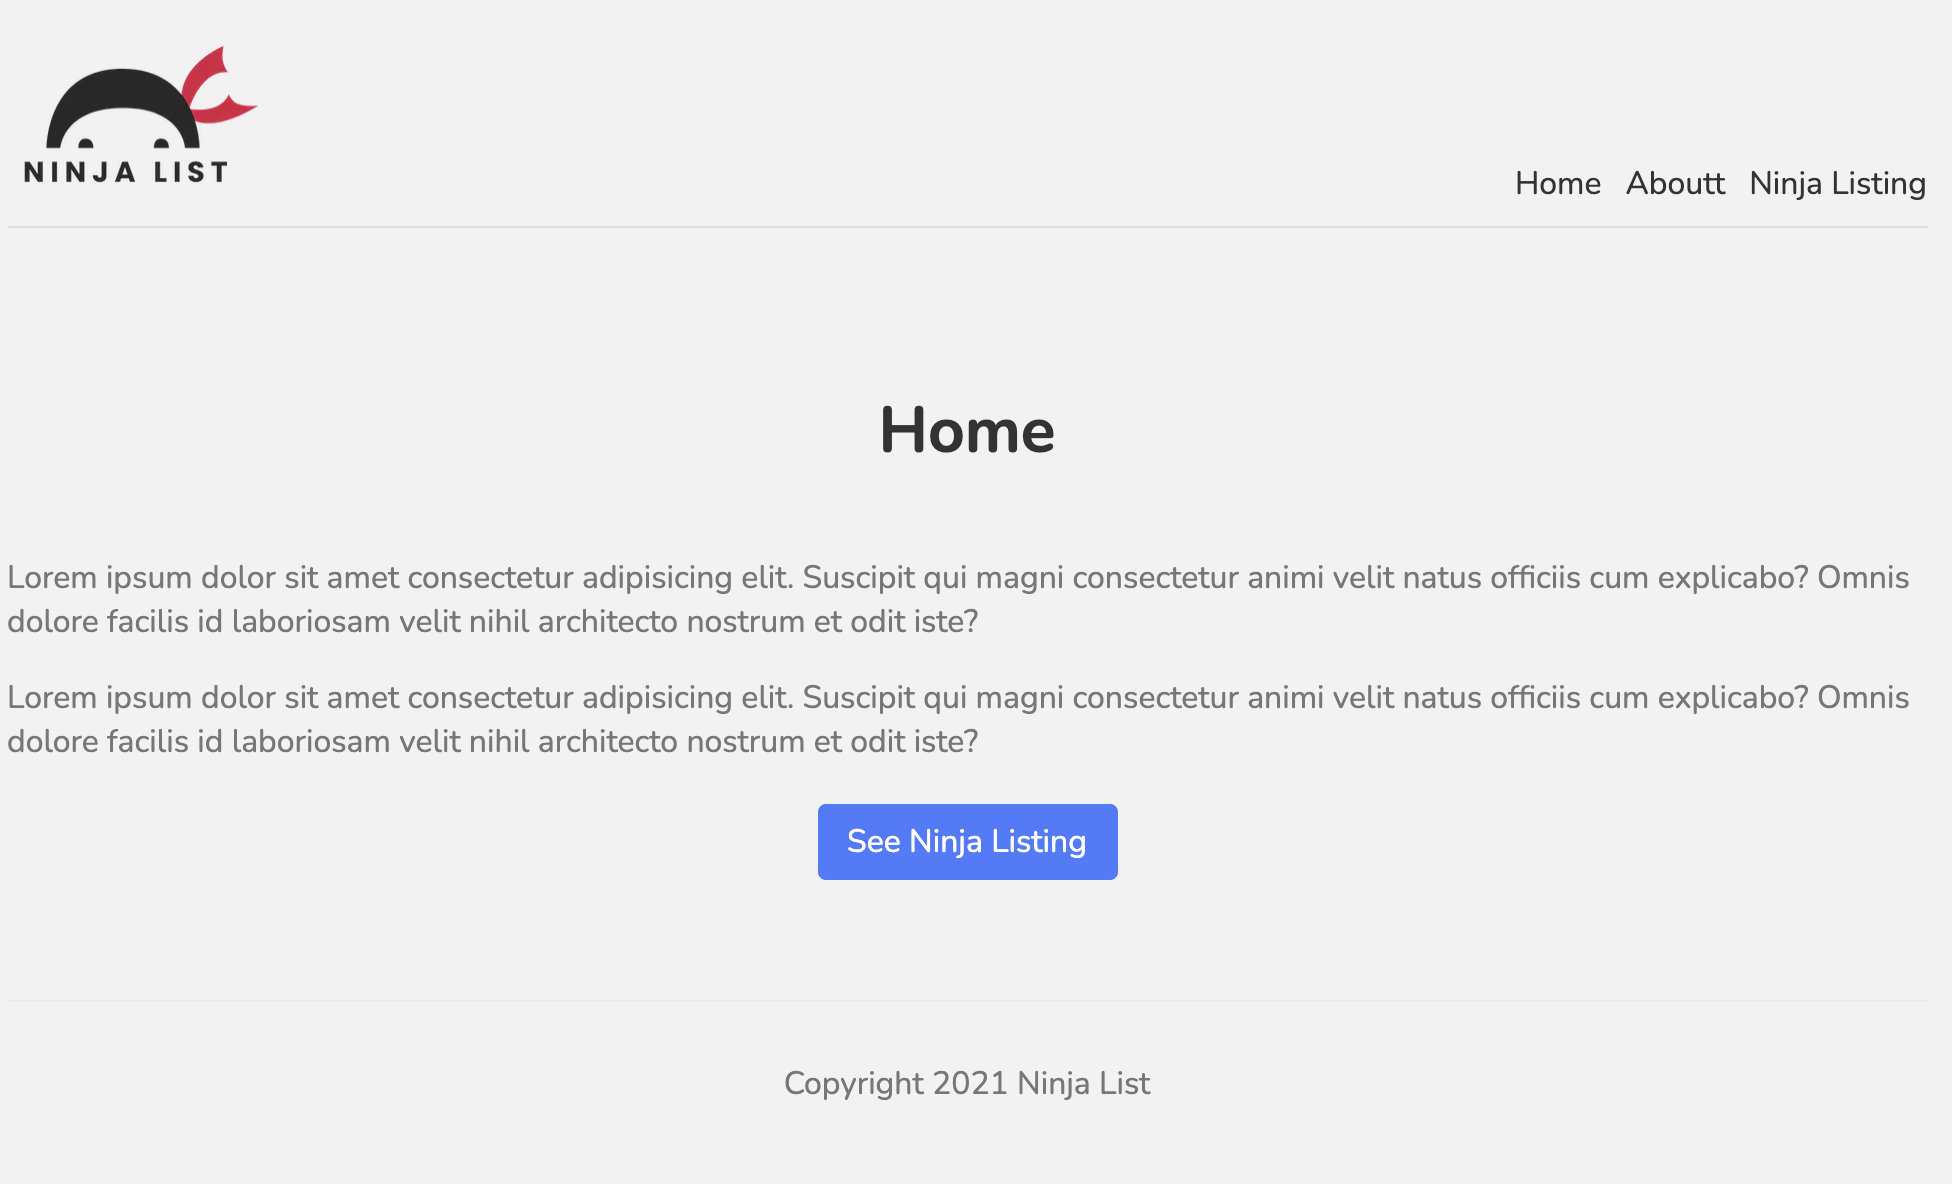 NINJA LIST
Home Aboutt Ninja Listing
Home
Lorem ipsum dolor sit amet consectetur adipisicing elit. Suscipit qui magni consectetur animi velit natus officiis cum explicabo? Omnis
dolore facilis id laboriosam velit nihil architecto nostrum et odit iste?
Lorem ipsum dolor sit amet consectetur adipisicing elit. Suscipit qui magni consectetur animi velit natus officiis cum explicabo? Omnis
dolore facilis id laboriosam velit nihil architecto nostrum et odit iste?
See Ninja Listing
Copyright 2021 Ninja List